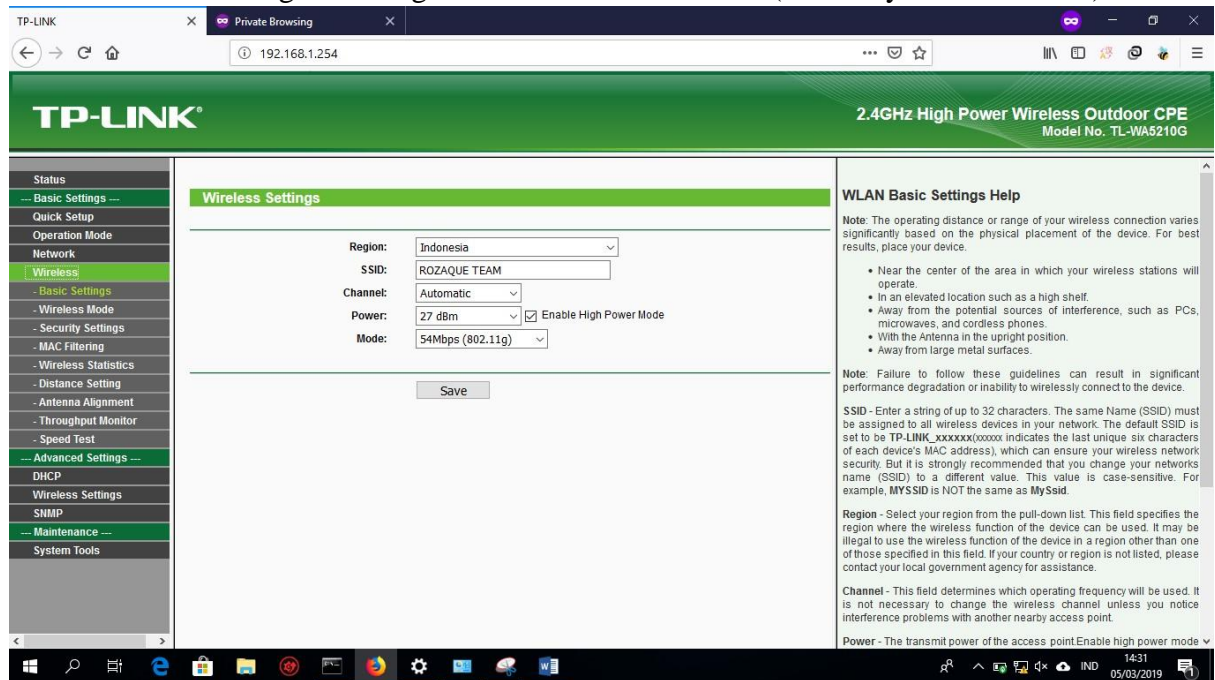 TP-LINK
Private Browsing
192.168.1.254
TP-LINK®
2.4GHz High Power Wireless Outdoor CPE
Model No. TL-WA5210G
Status
--- Basic Settings ---
Quick Setup
Operation Mode
Network
Wireless
- Basic Settings
- Wireless Mode
- Security Settings
- MAC Filtering
- Wireless Statistics
- Distance Setting
- Antenna Alignment
- Throughput Monitor
- Speed Test
--- Advanced Settings ---
DHCP
Wireless Settings
SNMP
--- Maintenance ---
System Tools
Wireless Settings
Region: Indonesia
SSID: ROZAQUE TEAM
Channel: Automatic
Power: 27 dBm Enable High Power Mode
Mode: 54Mbps (802.11g)
Save
WLAN Basic Settings Help
Note: The operating distance or range of your wireless connection varies
significantly based on the physical placement of the device. For best
results, place your device.
• Near the center of the area in which your wireless stations will
operate.
• In an elevated location such as a high shelf.
• Away from the potential sources of interference, such as PCs,
microwaves, and cordless phones.
• With the Antenna in the upright position.
• Away from large metal surfaces.
Note: Failure to follow these guidelines can result in significant
performance degradation or inability to wirelessly connect to the device.
SSID - Enter a string of up to 32 characters. The same Name (SSID) must
be assigned to all wireless devices in your network. The default SSID is
set to be TP-LINK_xxxxxx(xxxxxx indicates the last unique six characters
of each device's MAC address), which can ensure your wireless network
security. But it is strongly recommended that you change your networks
name (SSID) to a different value. This value is case-sensitive. For
example, MYSSID is NOT the same as MySsid.
Region - Select your region from the pull-down list. This field specifies the
region where the wireless function of the device can be used. It may be
illegal to use the wireless function of the device in a region other than one
of those specified in this field. If your country or region is not listed, please
contact your local government agency for assistance.
Channel - This field determines which operating frequency will be used. It
is not necessary to change the wireless channel unless you notice
interference problems with another nearby access point.
Power - The transmit power of the access point.Enable high power mode
IND
14:31
05/03/2019